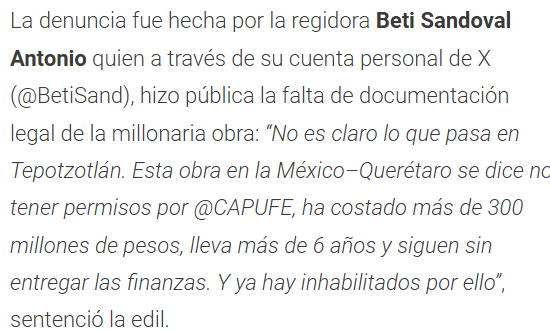 La denuncia fue hecha por la regidora Beti Sandoval
Antonio quien a través de su cuenta personal de X
(@BetiSand), hizo pública la falta de documentación
legal de la millonaria obra: “No es claro lo que pasa en
Tepotzotlán. Esta obra en la México–Querétaro se dice no
tener permisos por @CAPUFE, ha costado más de 300
millones de pesos, lleva más de 6 años y siguen sin
entregar las finanzas. Y ya hay inhabilitados por ello”,
sentenció la edil.